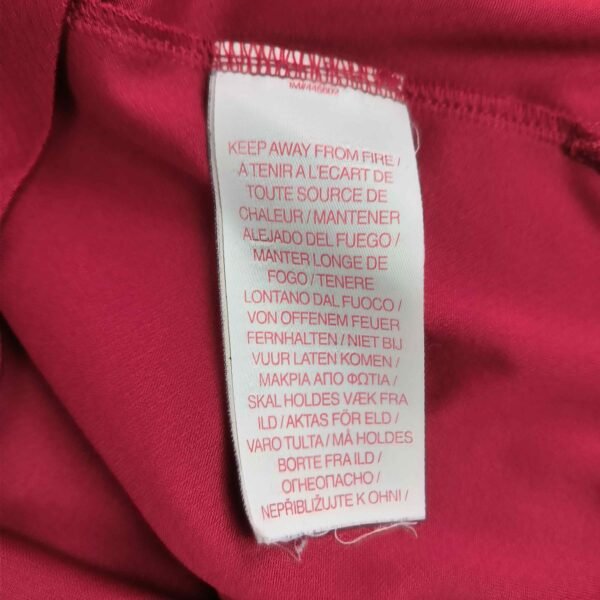 KEEP AWAY FROM FIRE /
A TENIR A L'ECART DE
TOUTE SOURCE DE
CHALEUR / MANTENER
ALEJADO DEL FUEGO /
MANTER LONGE DE
FOGO / TENERE
LONTANO DAL FUOCO /
VON OFFENEM FEUER
FERNHALTEN / NIET BIJ
VUUR LATEN KOMEN /
ΜΑΚΡΙΑ ΑΠΟ ΦΩΤΙΑ /
SKAL HOLDES VÆK FRA
ILD / AKTAS FÖR ELD /
VARO TULTA / MÅ HOLDES
BORTE FRA ILD /
ОГНЕОПАСНО /
NEPŘIBLIŽUJTE K OHNI /